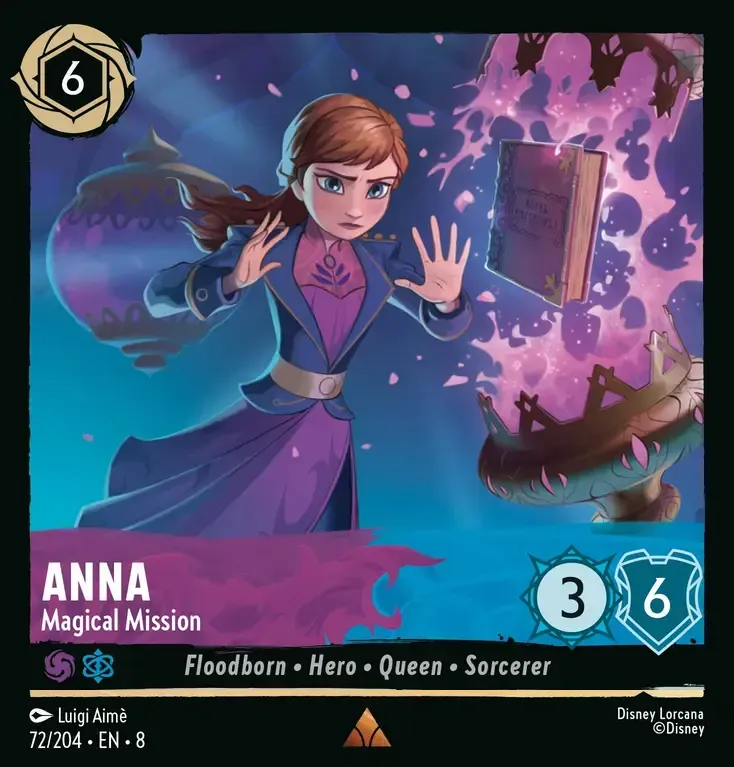 6
ANNA
Magical Mission
3
6
Floodborn • Hero • Queen • Sorcerer
Luigi Aimè
72/204 • EN • 8
Disney Lorcana
©Disney